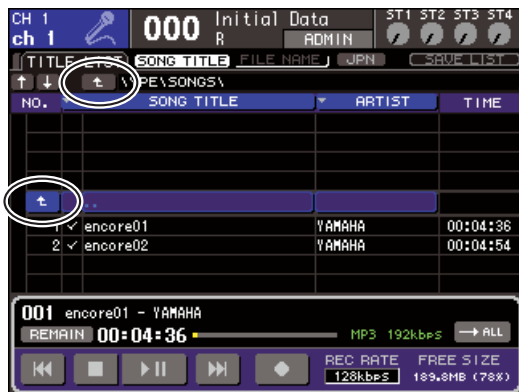 CH 1 Initial Data ST1 ST2 ST3 ST4
ch 1 000 R ADMIN
TITLE LIST SONG TITLE FILE NAME JPN SAVE LIST
\YPE\SONGS\
NO. SONG TITLE ARTIST TIME
..
1 encore01 YAMAHA 00:04:36
2 encore02 YAMAHA 00:04:54
001 encore01 - YAMAHA
REMAIN 00:04:36 MP3 192kbps → ALL
REC RATE FREE SIZE
128kbps 189.8MB (78%)